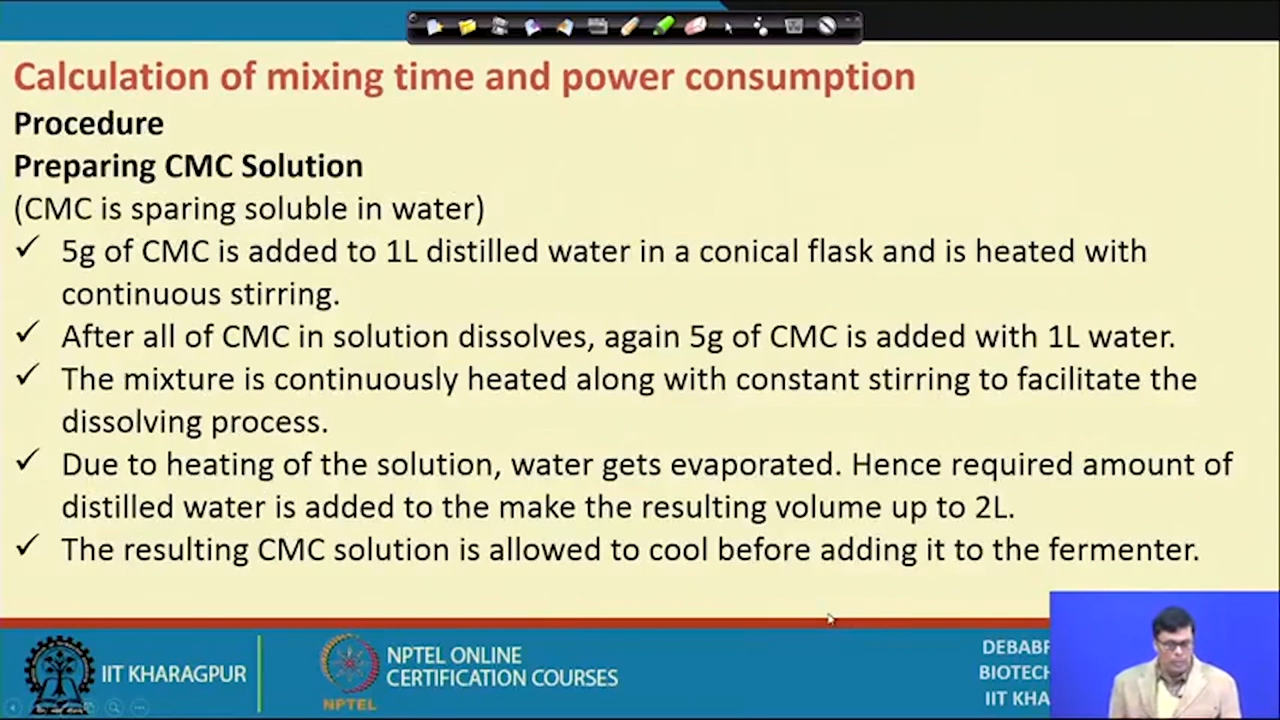 Calculation of mixing time and power consumption
Procedure
Preparing CMC Solution
(CMC is sparing soluble in water)
✓ 5g of CMC is added to 1L distilled water in a conical flask and is heated with
continuous stirring.
✓ After all of CMC in solution dissolves, again 5g of CMC is added with 1L water.
✓ The mixture is continuously heated along with constant stirring to facilitate the
dissolving process.
✓ Due to heating of the solution, water gets evaporated. Hence required amount of
distilled water is added to the make the resulting volume up to 2L.
✓ The resulting CMC solution is allowed to cool before adding it to the fermenter.
IIT KHARAGPUR
NPTEL
NPTEL ONLINE
CERTIFICATION COURSES
DEBABR
BIOTECH
IIT KHA